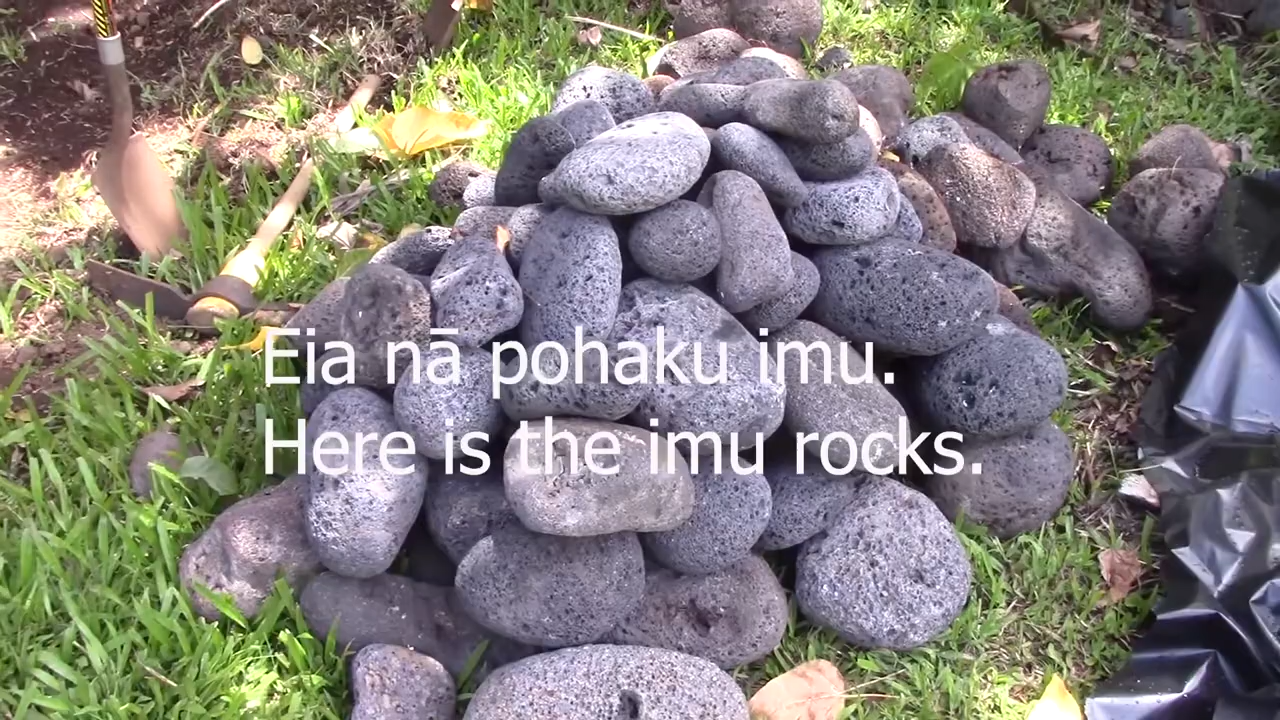 Eia nā pohaku imu.
Here is the imu rocks.